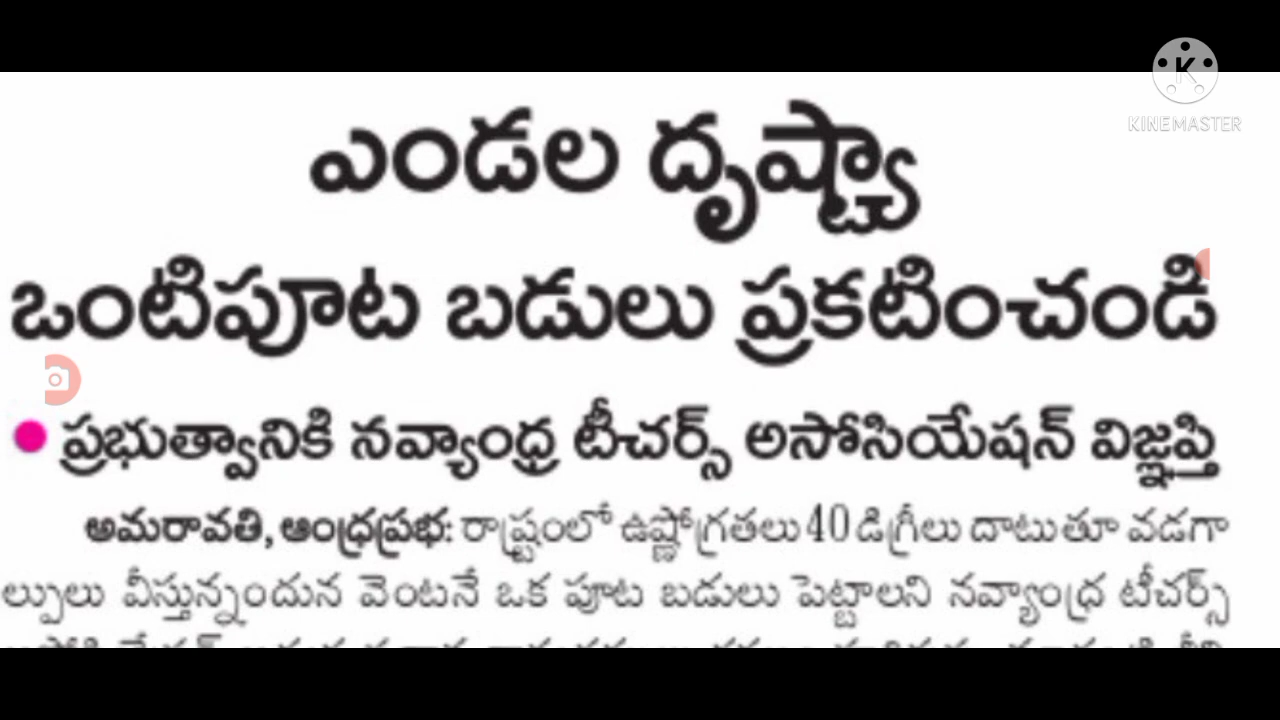 KINEMASTER
ఎండల దృష్ట్యా
ఒంటిపూట బడులు ప్రకటించండి
ప్రభుత్వానికి నవ్యాంధ్ర టీచర్స్ అసోసియేషన్ విజ్ఞప్తి
అమరావతి, ఆంధ్రప్రభ: రాష్ట్రంలో ఉష్ణోగ్రతలు 40 డిగ్రీలు దాటుతూ వడగా
ల్పులు వీస్తున్నందున వెంటనే ఒక పూట బడులు పెట్టాలని నవ్యాంధ్ర టీచర్స్